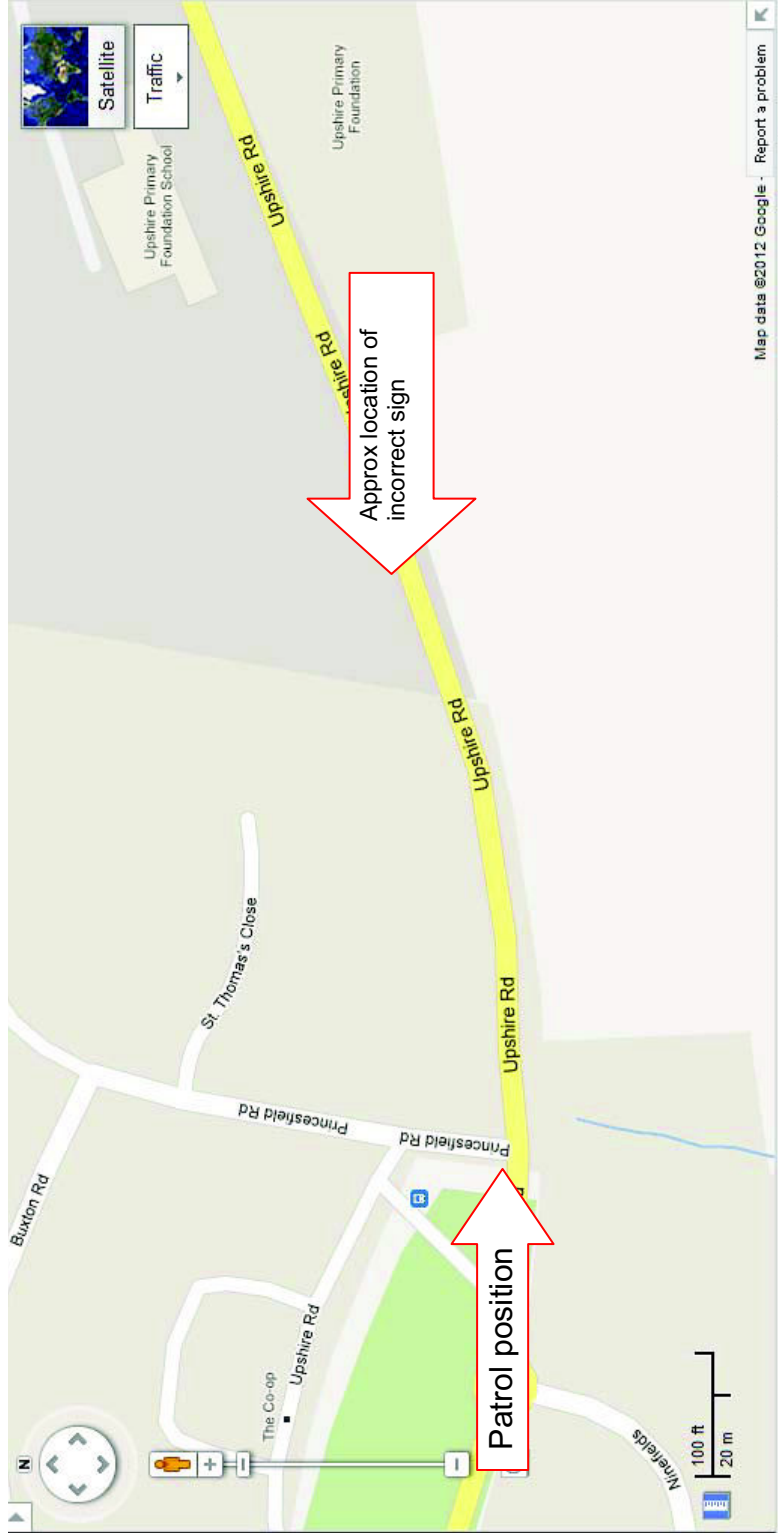 N
Buxton Rd
St. Thomas's Close
Princesfield Rd
Princesfield Rd
The Co-op
Upshire Rd
Patrol position
Ninefields
100 ft
20 m
Upshire Rd
Upshire Rd
Approx location of
incorrect sign
shire Rd
Upshire Rd
Upshire Primary
Foundation School
Upshire Primary
Foundation
Satellite
Traffic
Map data ©2012 Google -
Report a problem